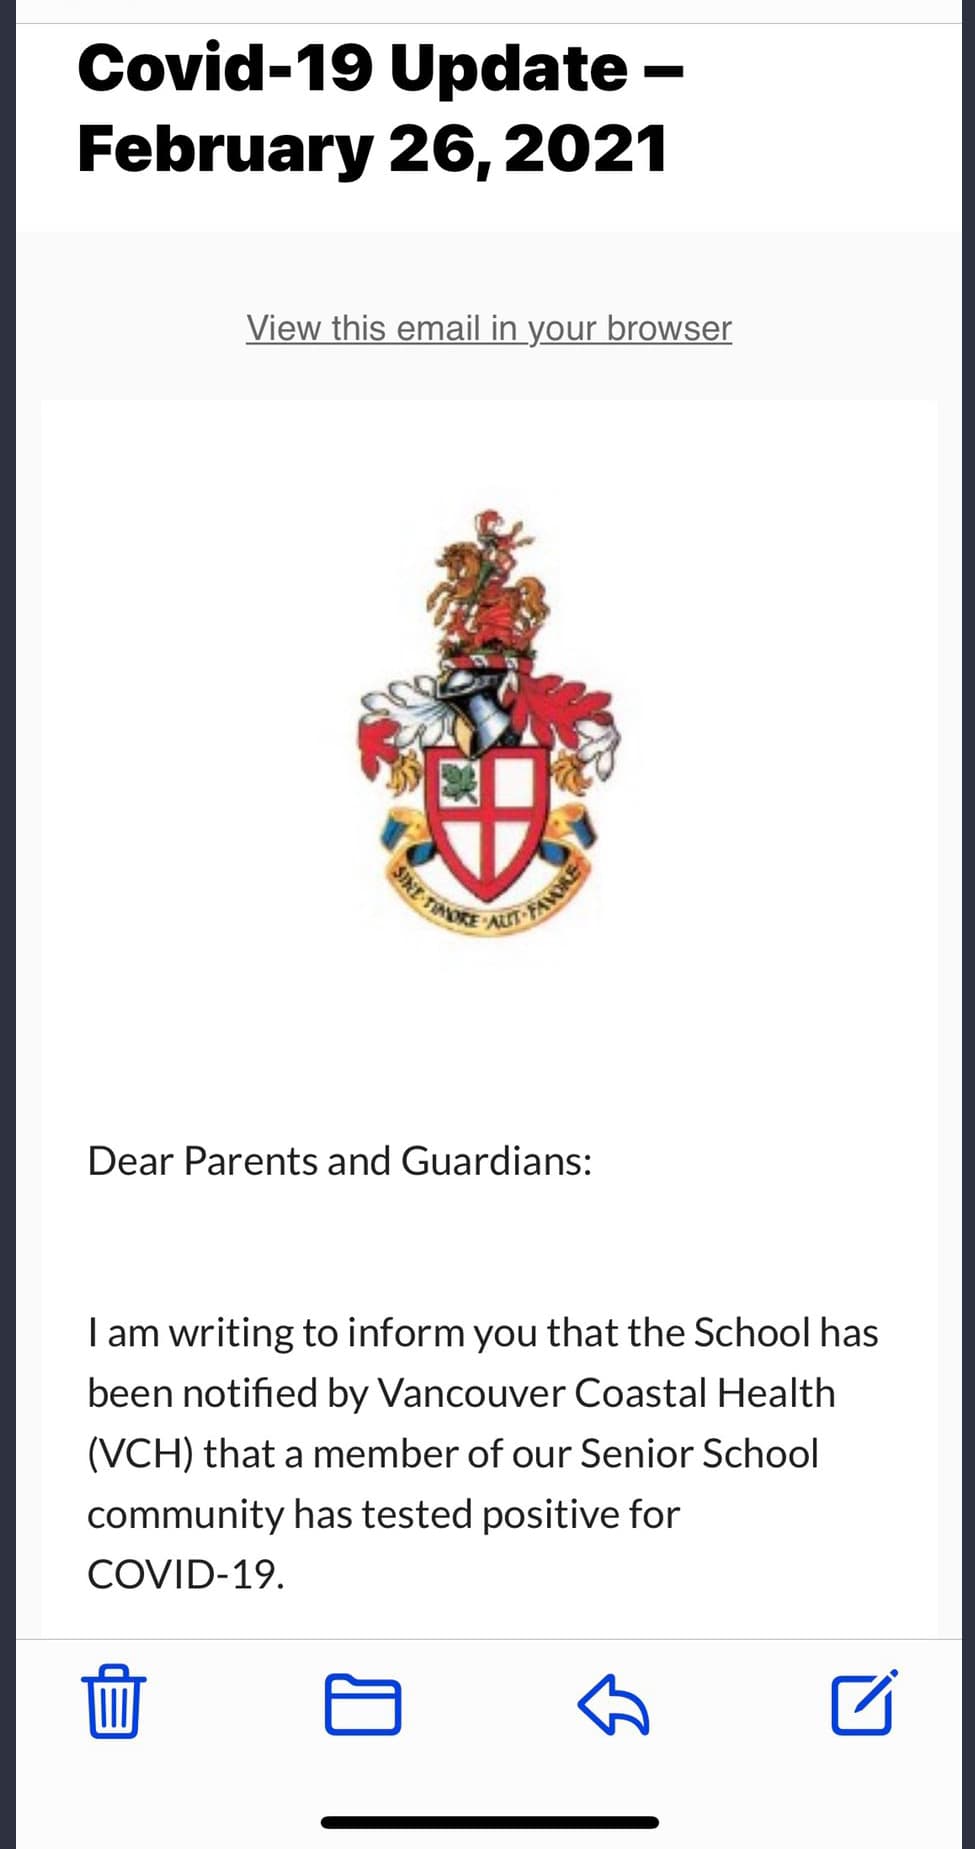 Covid-19 Update –
February 26, 2021
View this email in your browser
SINE·TIMORE·AUT·FAVORE
Dear Parents and Guardians:
I am writing to inform you that the School has
been notified by Vancouver Coastal Health
(VCH) that a member of our Senior School
community has tested positive for
COVID-19.